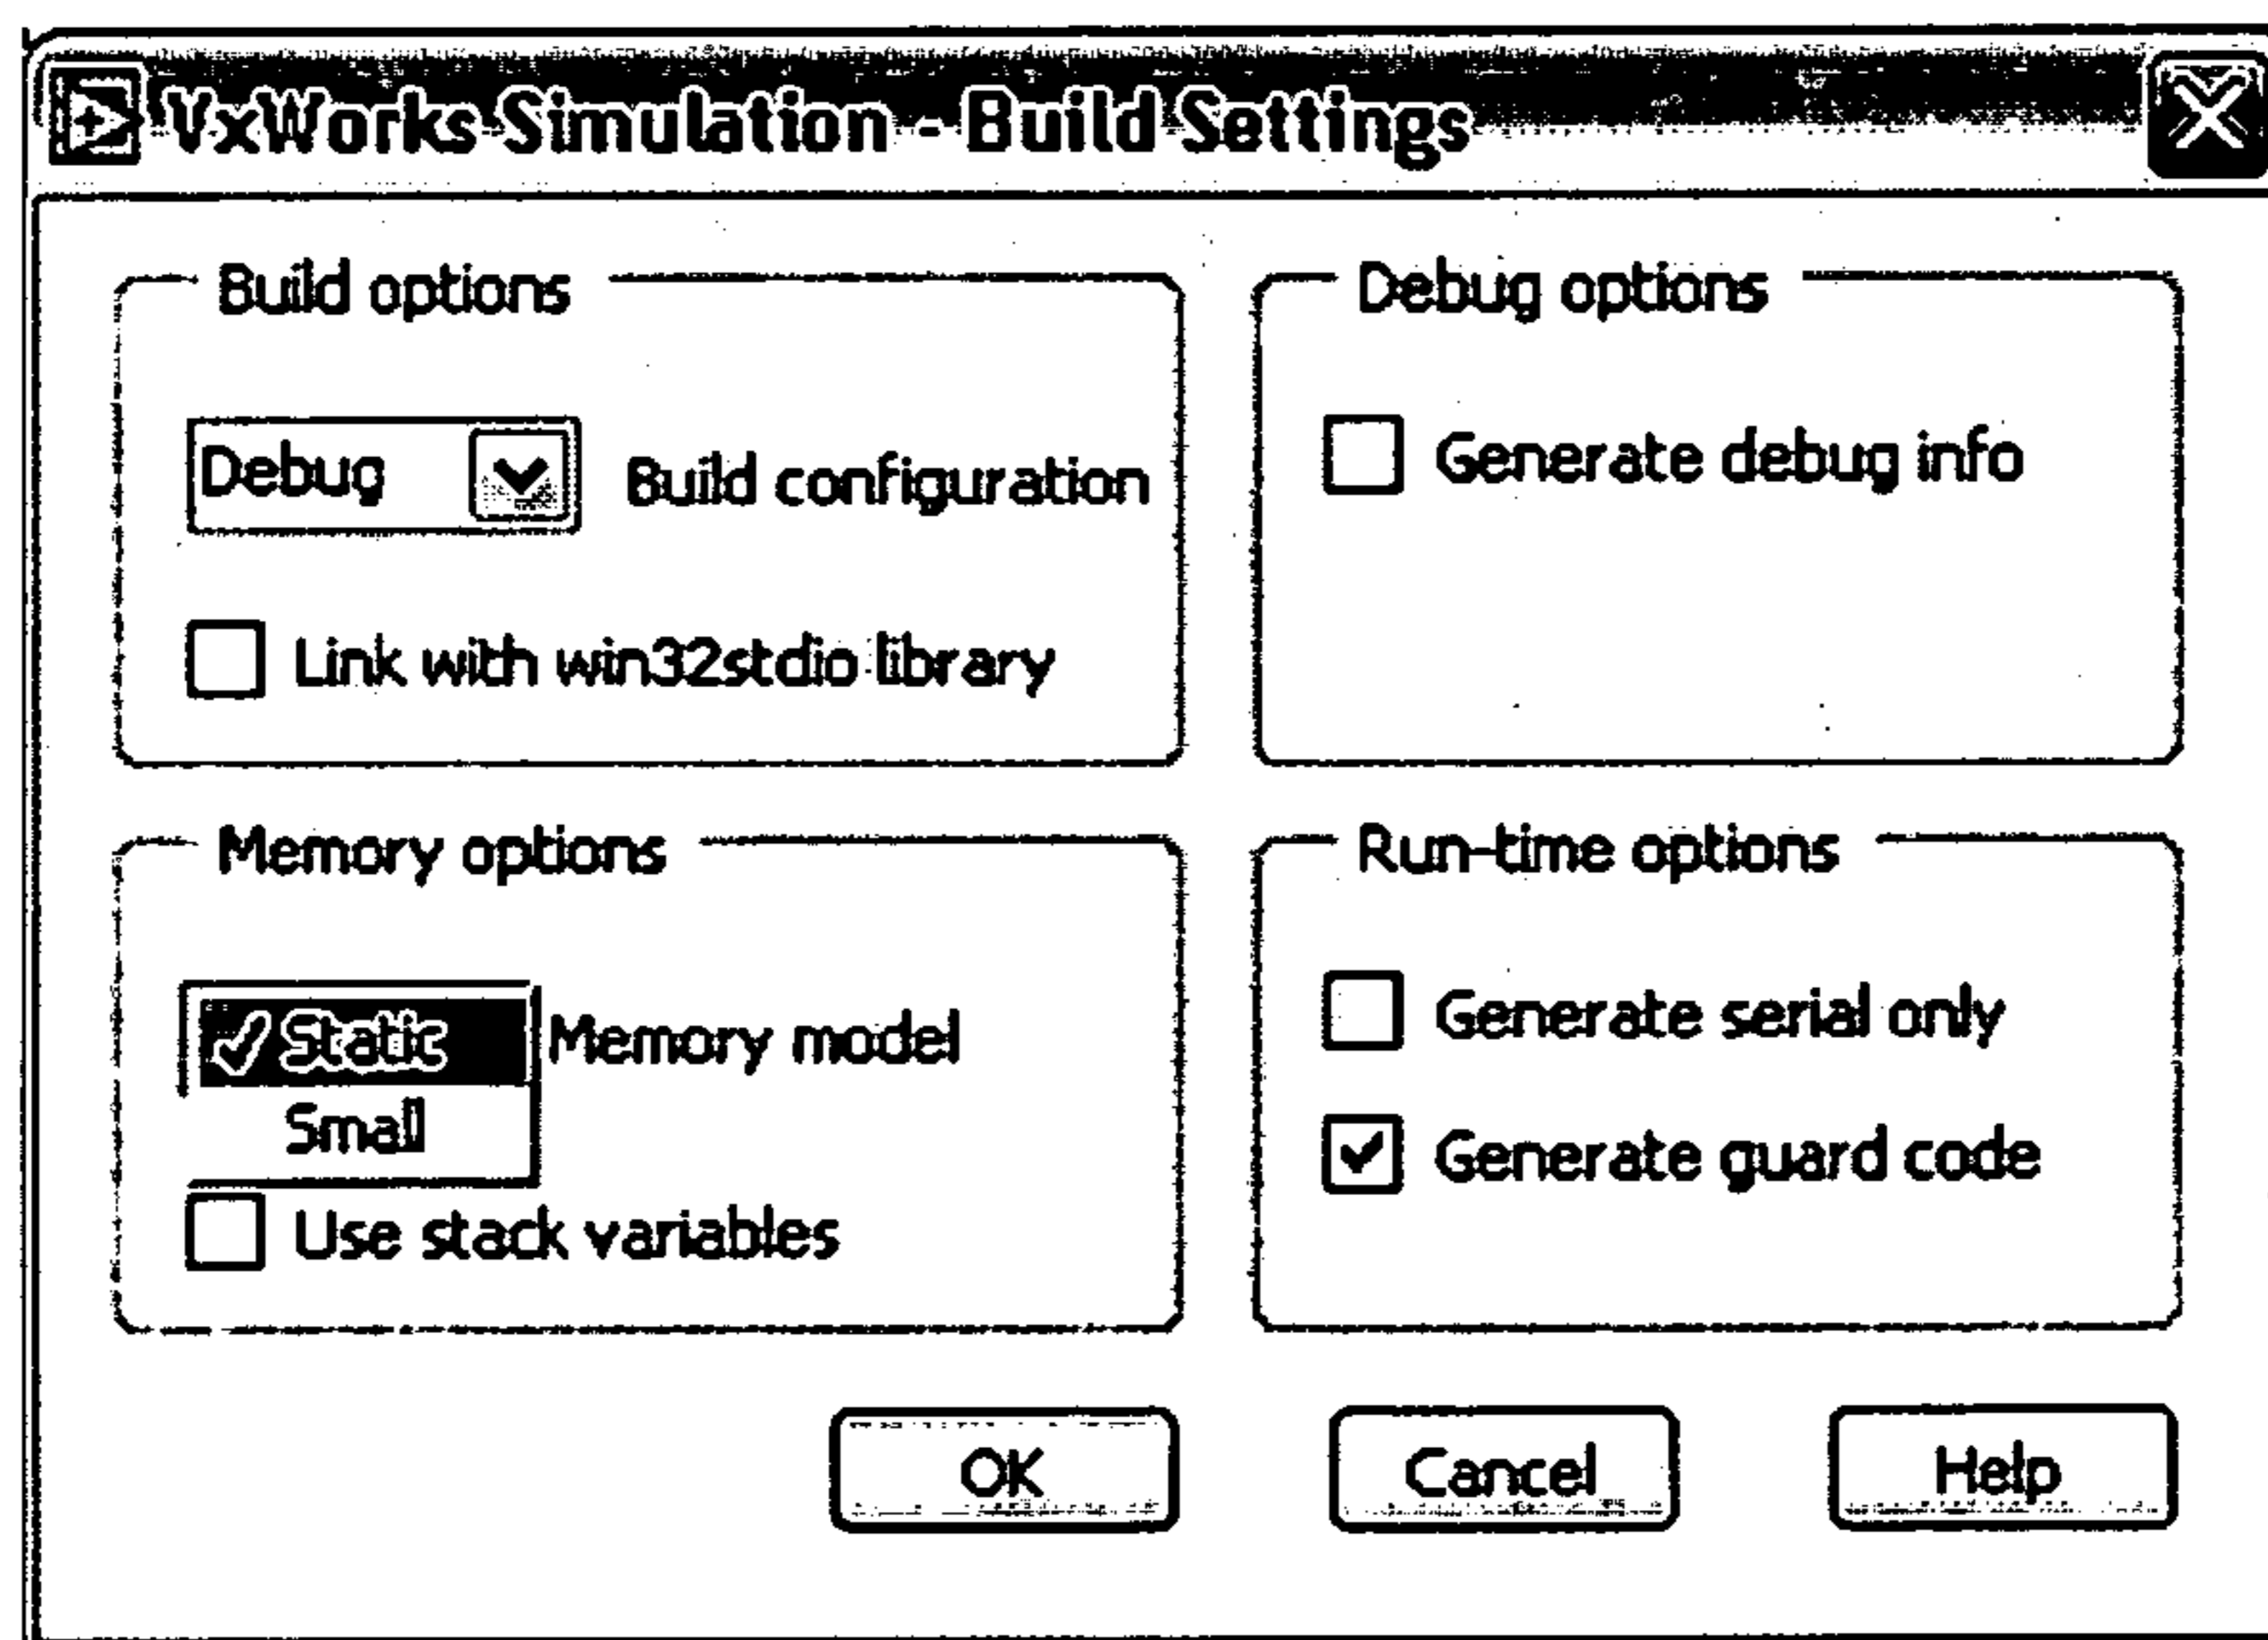 VxWorks Simulation - Build Settings
Build options
Debug
Build configuration
Link with win32stdio library
Debug options
Generate debug info
Memory options
Static
Memory model
Small
Use stack variables
Run-time options
Generate serial only
Generate guard code
OK
Cancel
Help